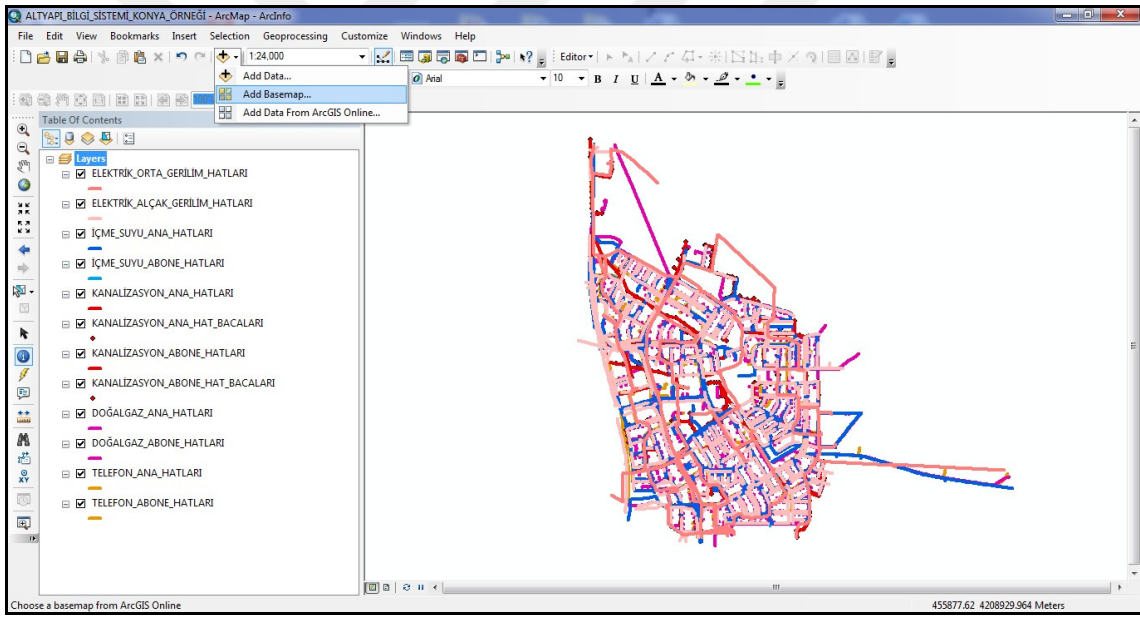 ALTYAPI_BİLGİ_SİSTEMİ_KONYA_ÖRNEĞİ - ArcMap - ArcInfo
File Edit View Bookmarks Insert Selection Geoprocessing Customize Windows Help
1:24,000 Editor
Add Data...
Arial 10 B I U A
Add Basemap...
Add Data From ArcGIS Online...
Table Of Contents
Layers
ELEKTRİK_ORTA_GERİLİM_HATLARI
ELEKTRİK_ALÇAK_GERİLİM_HATLARI
İÇME_SUYU_ANA_HATLARI
İÇME_SUYU_ABONE_HATLARI
KANALİZASYON_ANA_HATLARI
KANALİZASYON_ANA_HAT_BACALARI
KANALİZASYON_ABONE_HATLARI
KANALİZASYON_ABONE_HAT_BACALARI
DOĞALGAZ_ANA_HATLARI
DOĞALGAZ_ABONE_HATLARI
XY
TELEFON_ANA_HATLARI
TELEFON_ABONE_HATLARI
Choose a basemap from ArcGIS Online
455877.62 4208929.964 Meters